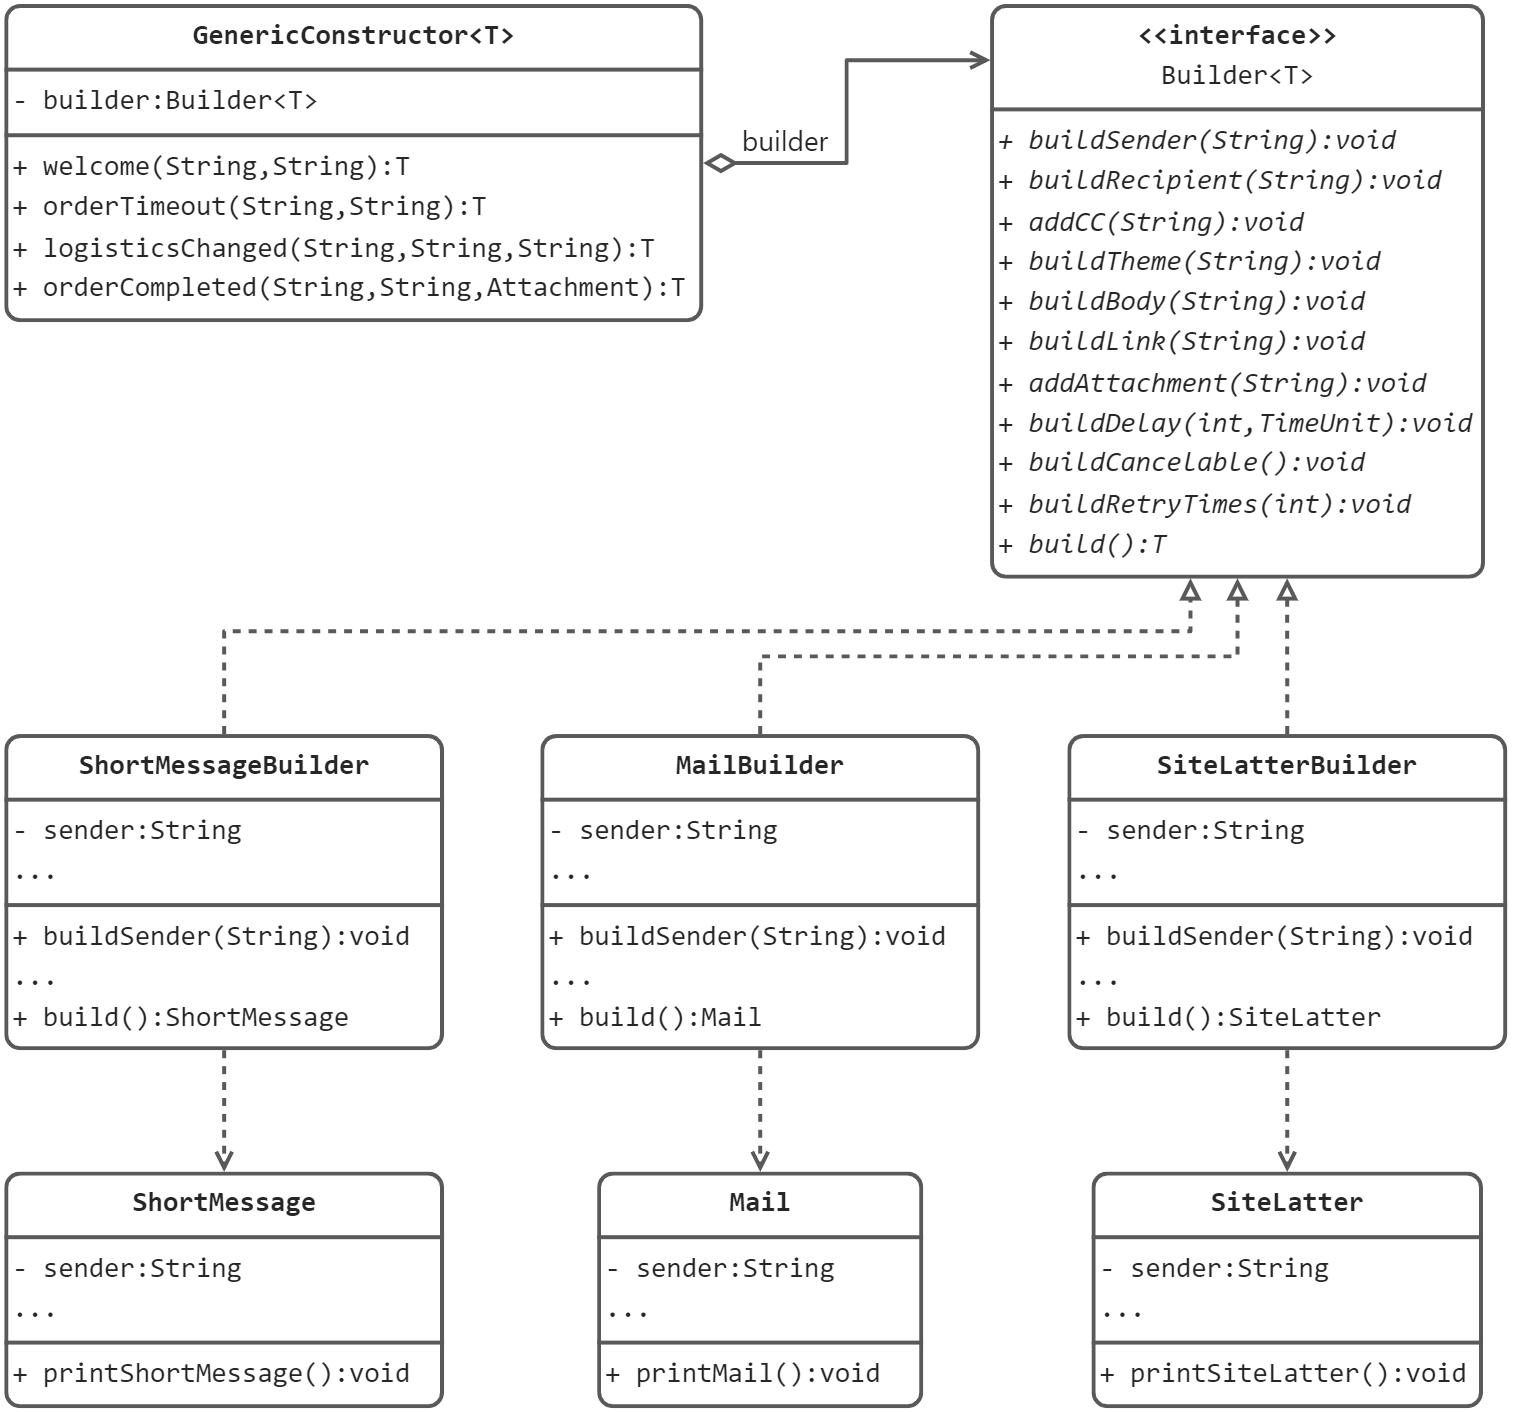 GenericConstructor<T>
- builder:Builder<T>
+ welcome(String,String):T
+ orderTimeout(String,String):T
+ logisticsChanged(String,String,String):T
+ orderCompleted(String,String,Attachment):T
builder
<<interface>>
Builder<T>
+ buildSender(String):void
+ buildRecipient(String):void
+ addCC(String):void
+ buildTheme(String):void
+ buildBody(String):void
+ buildLink(String):void
+ addAttachment(String):void
+ buildDelay(int,TimeUnit):void
+ buildCancelable():void
+ buildRetryTimes(int):void
+ build():T
ShortMessageBuilder
- sender:String
...
+ buildSender(String):void
...
+ build():ShortMessage
MailBuilder
- sender:String
...
+ buildSender(String):void
...
+ build():Mail
SiteLatterBuilder
- sender:String
...
+ buildSender(String):void
...
+ build():SiteLatter
ShortMessage
- sender:String
...
+ printShortMessage():void
Mail
- sender:String
...
+ printMail():void
SiteLatter
- sender:String
...
+ printSiteLatter():void